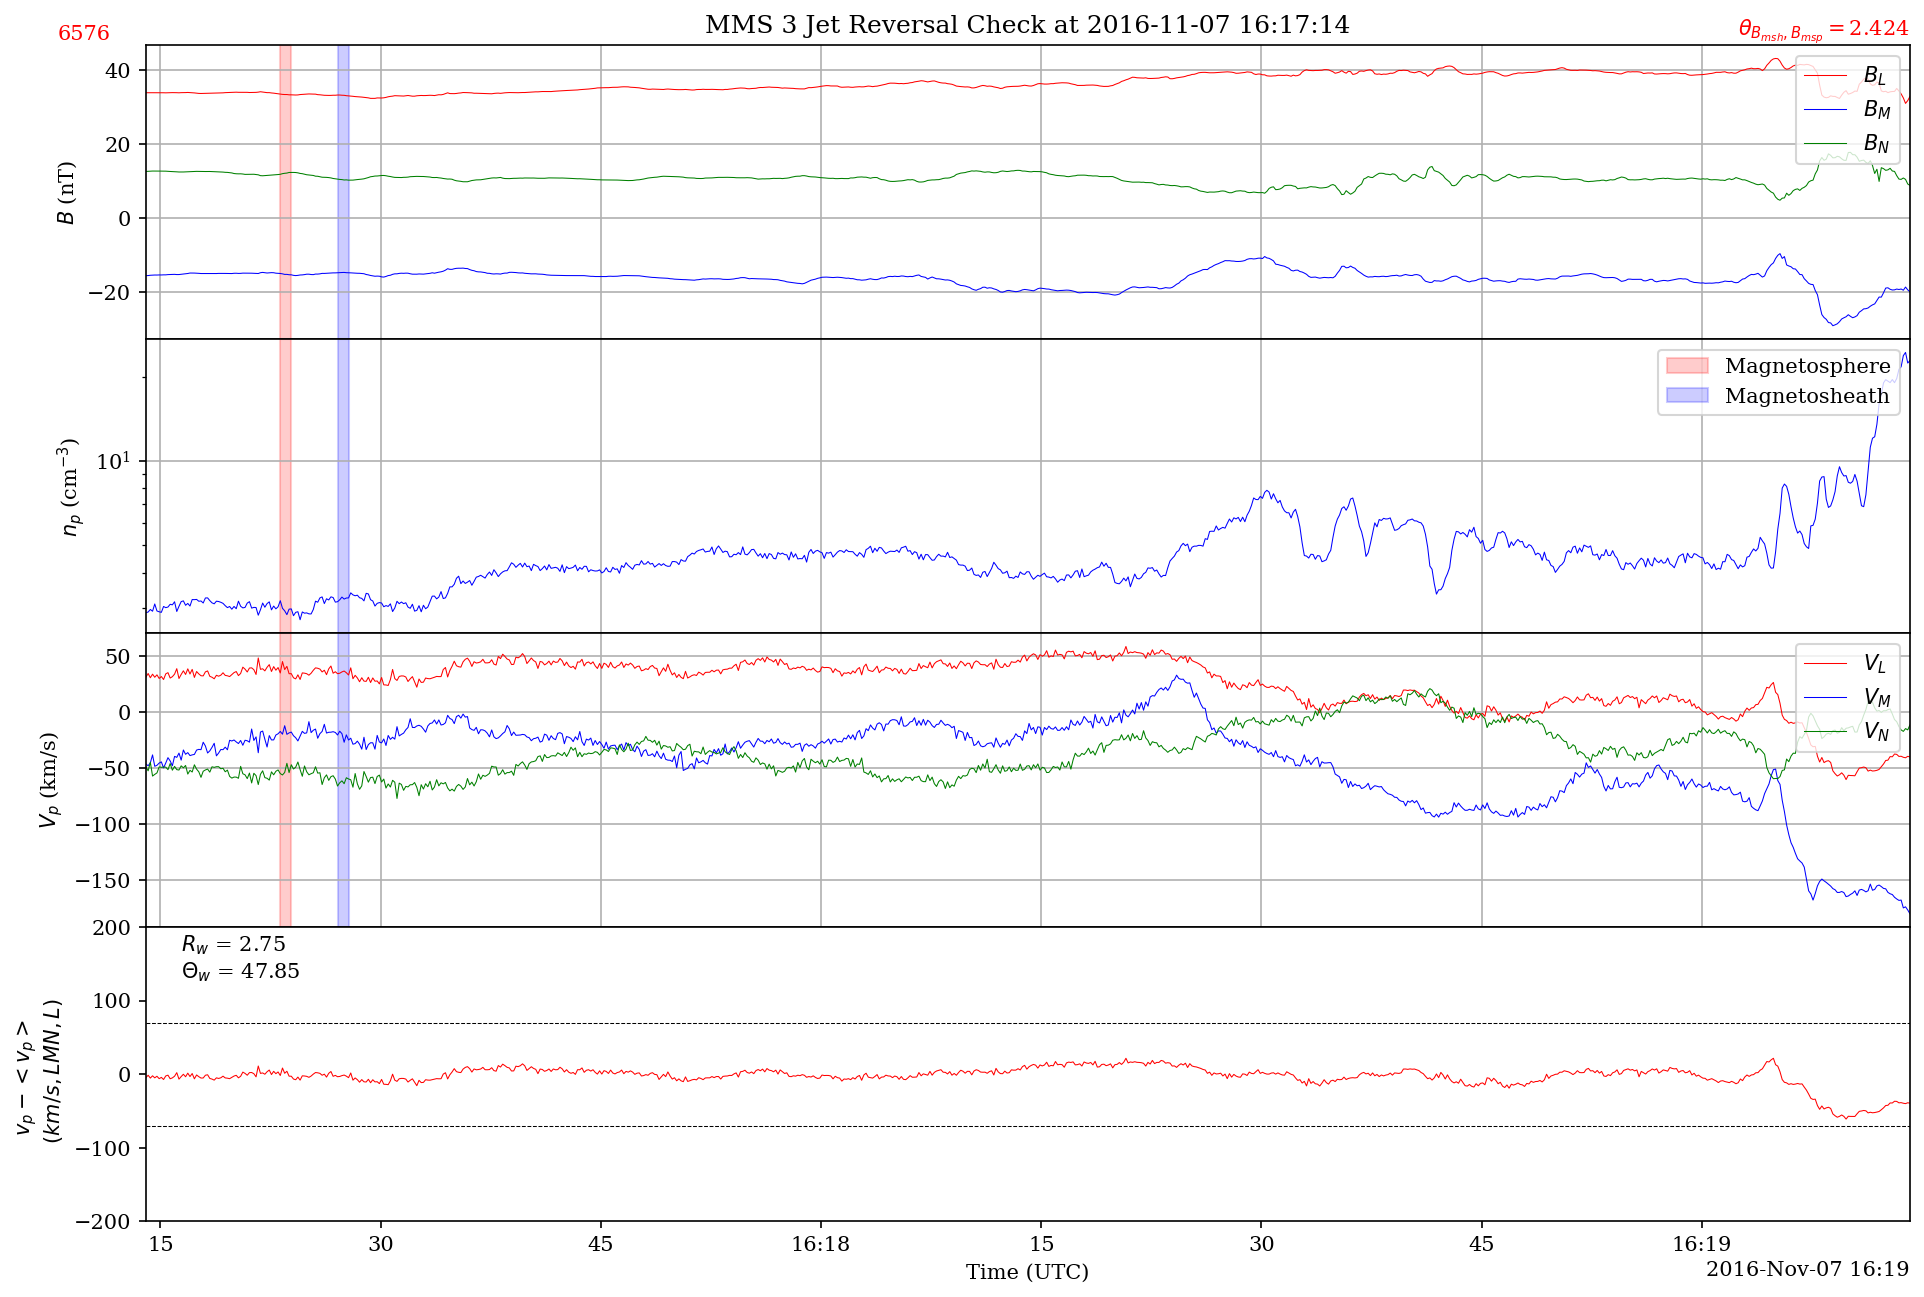 MMS 3 Jet Reversal Check at 2016-11-07 16:17:14
6576
θ_{B_{msh}, B_{msp}} = 2.424
40
20
0
−20
B (nT)
B_L
B_M
B_N
10^1
n_p (cm^{−3})
Magnetosphere
Magnetosheath
50
0
−50
−100
−150
V_p (km/s)
V_L
V_M
V_N
200
100
0
−100
−200
v_p − < v_p >
(km/s, LMN, L)
R_w = 2.75
Θ_w = 47.85
15
30
45
16:18
15
30
45
16:19
Time (UTC)
2016-Nov-07 16:19